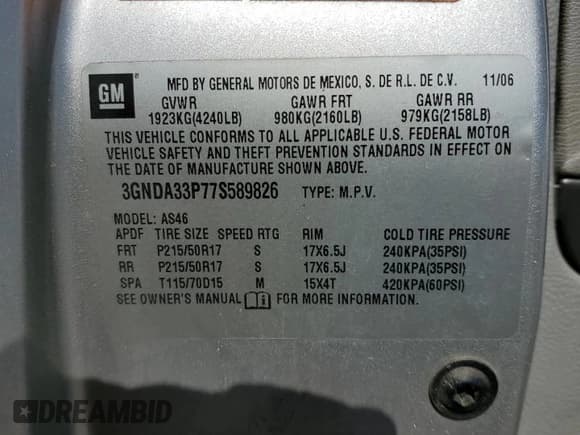 GM ® MFD BY GENERAL MOTORS DE MEXICO, S. DE R.L. DE C.V. 11/06
GVWR GAWR FRT GAWR RR
1923KG(4240LB) 980KG(2160LB) 979KG(2158LB)
THIS VEHICLE CONFORMS TO ALL APPLICABLE U.S. FEDERAL MOTOR
VEHICLE SAFETY AND THEFT PREVENTION STANDARDS IN EFFECT ON
THE DATE OF MANUFACTURE SHOWN ABOVE.
3GNDA33P77S589826 TYPE: M.P.V.
MODEL: AS46
APDF TIRE SIZE SPEED RTG RIM COLD TIRE PRESSURE
FRT P215/50R17 S 17X6.5J 240KPA(35PSI)
RR P215/50R17 S 17X6.5J 240KPA(35PSI)
SPA T115/70D15 M 15X4T 420KPA(60PSI)
SEE OWNER'S MANUAL FOR MORE INFORMATION.
DREAMBID